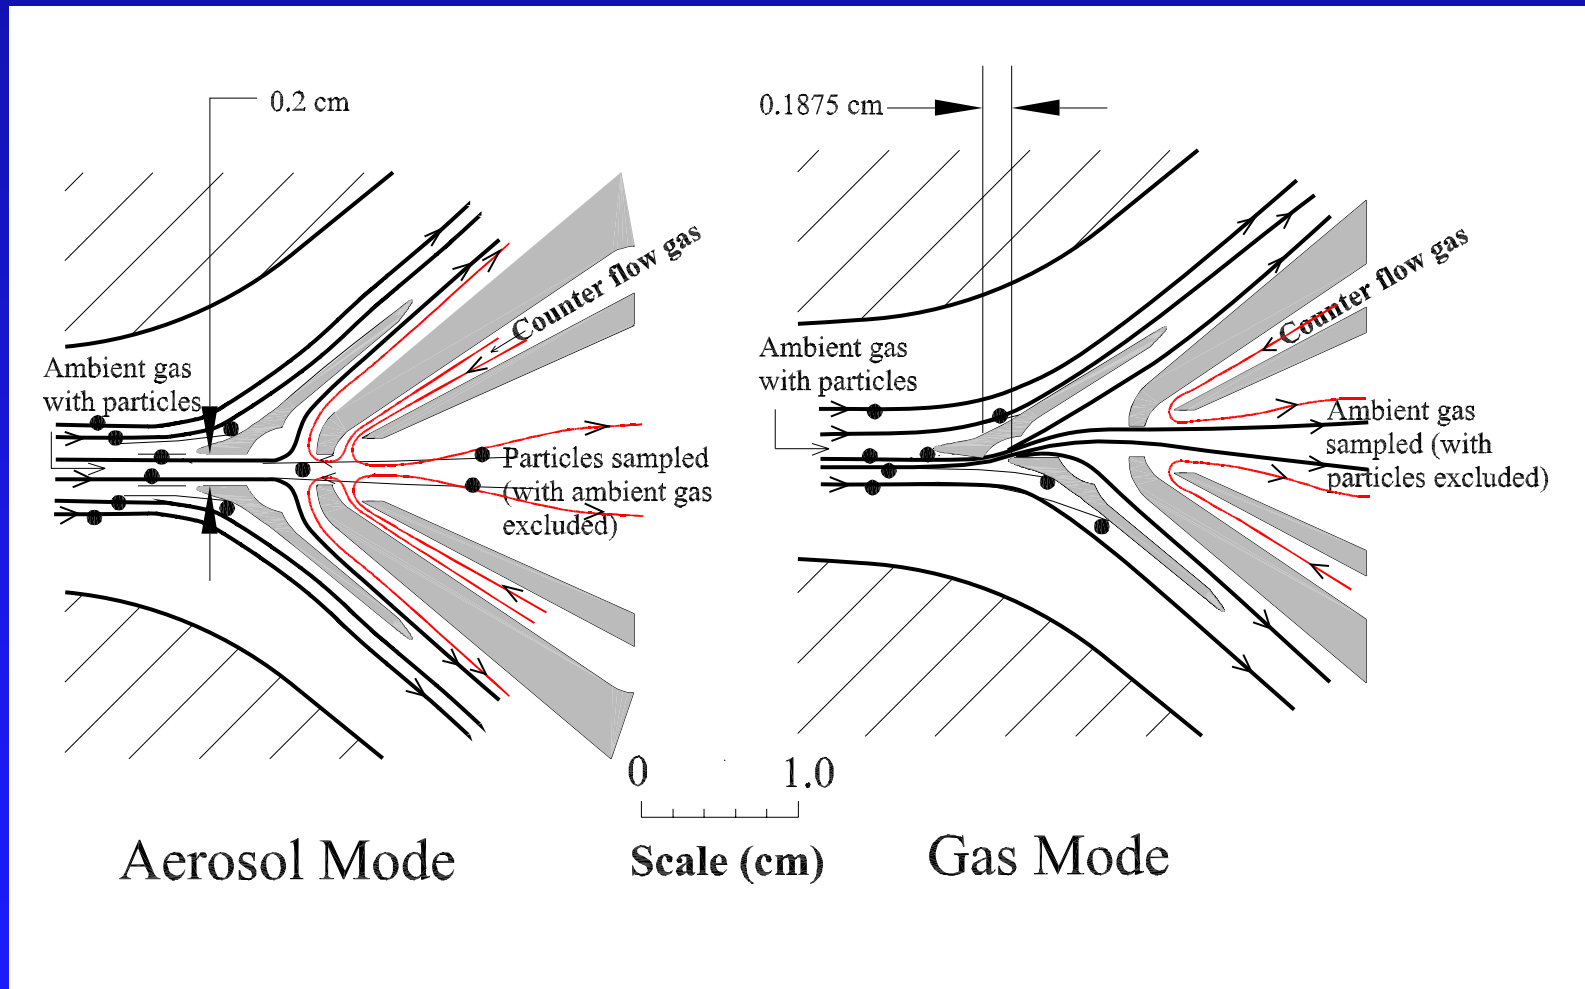 0.2 cm
0.1875 cm
Counter flow gas
Counter flow gas
Ambient gas
with particles
Ambient gas
with particles
Particles sampled
(with ambient gas
excluded)
Ambient gas
sampled (with
particles excluded)
0 1.0
Scale (cm)
Aerosol Mode
Gas Mode